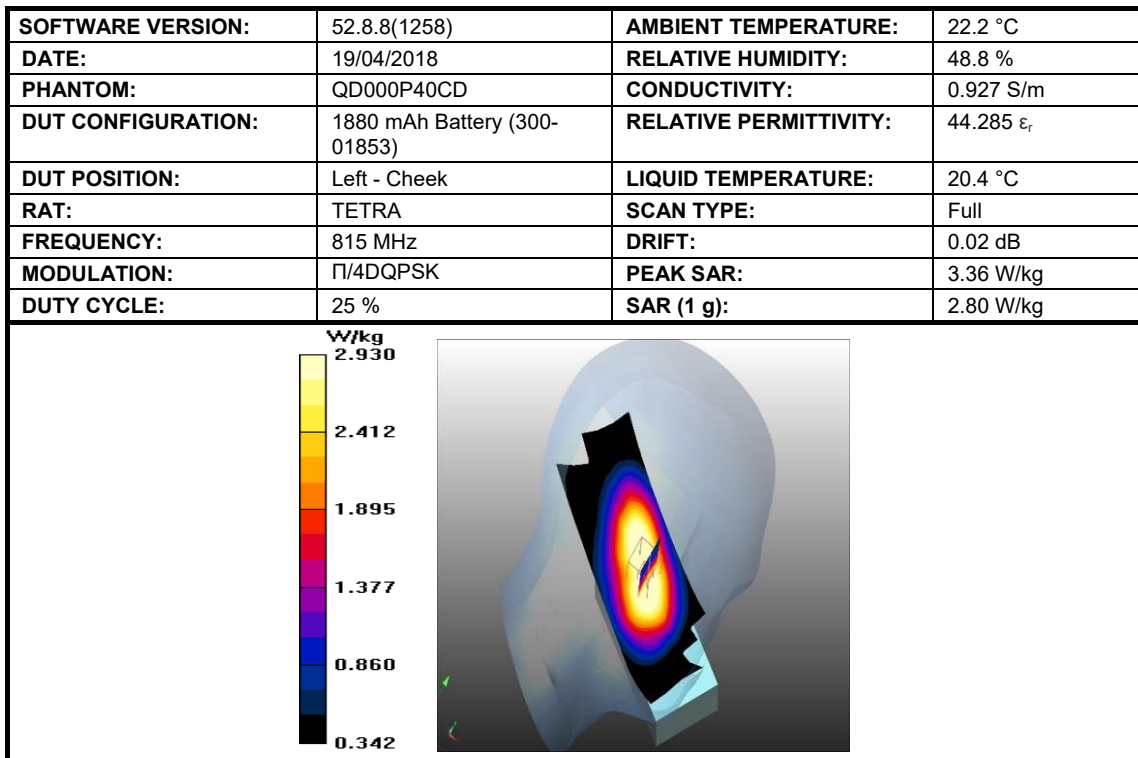 SOFTWARE VERSION: 52.8.8(1258) AMBIENT TEMPERATURE: 22.2 °C
DATE: 19/04/2018 RELATIVE HUMIDITY: 48.8 %
PHANTOM: QD000P40CD CONDUCTIVITY: 0.927 S/m
DUT CONFIGURATION: 1880 mAh Battery (300- RELATIVE PERMITTIVITY: 44.285 εr
01853)
DUT POSITION: Left - Cheek LIQUID TEMPERATURE: 20.4 °C
RAT: TETRA SCAN TYPE: Full
FREQUENCY: 815 MHz DRIFT: 0.02 dB
MODULATION: Π/4DQPSK PEAK SAR: 3.36 W/kg
DUTY CYCLE: 25 % SAR (1 g): 2.80 W/kg
W/kg
2.930
2.412
1.895
1.377
0.860
0.342